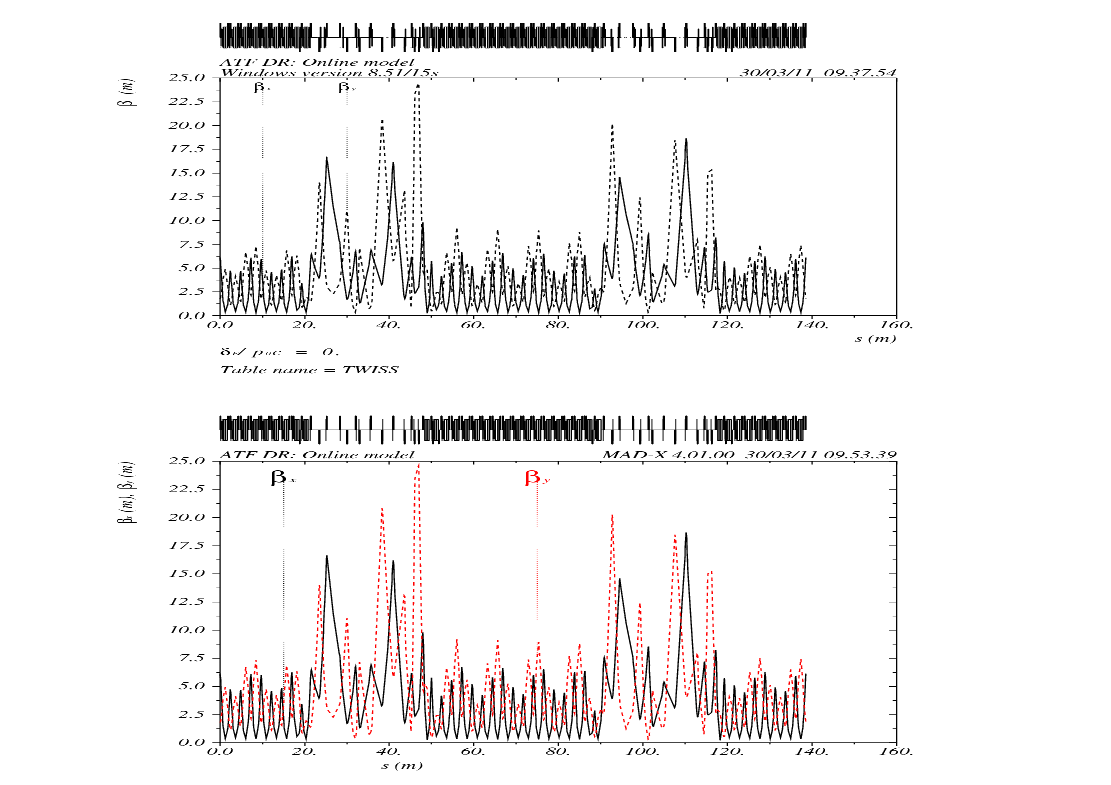 ATF DR: Online model
Windows version 8.51/15s 30/03/11 09.37.54
β (m)
βx βy
25.0
22.5
20.0
17.5
15.0
12.5
10.0
7.5
5.0
2.5
0.0
0.0 20. 40. 60. 80. 100. 120. 140. 160.
s (m)
δE/ p0c = 0.
Table name = TWISS
ATF DR: Online model MAD-X 4.01.00 30/03/11 09.53.39
βx (m), βy (m)
βx βy
25.0
22.5
20.0
17.5
15.0
12.5
10.0
7.5
5.0
2.5
0.0
0.0 20. 40. 60. 80. 100. 120. 140. 160.
s (m)